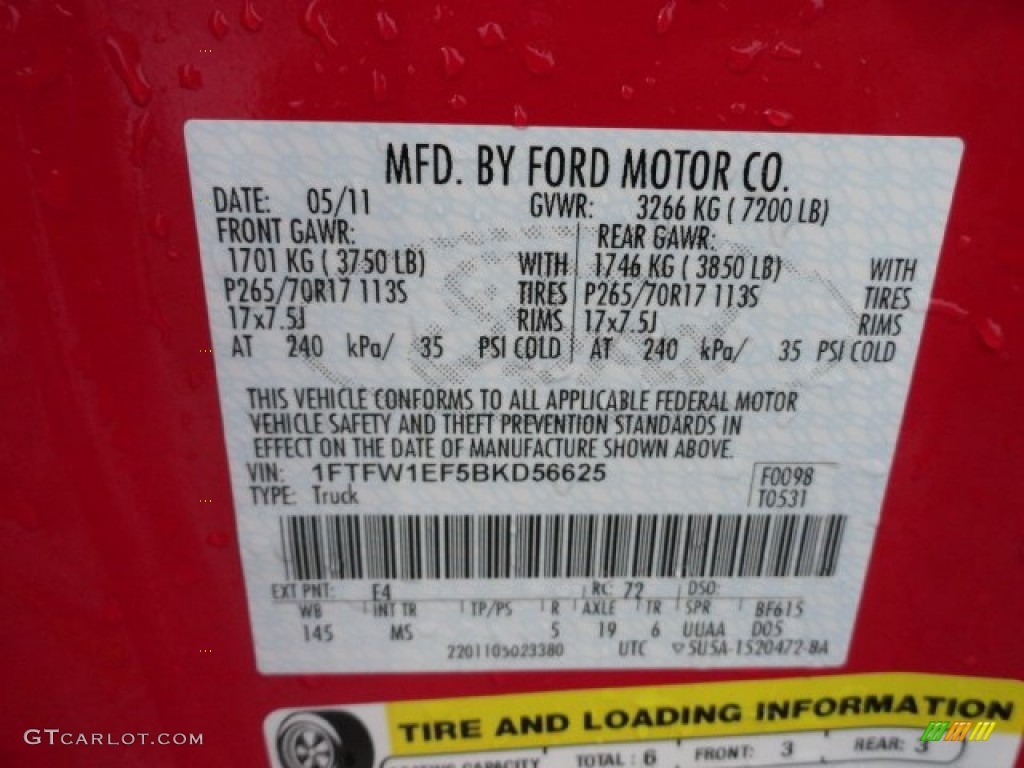 MFD. BY FORD MOTOR CO.
DATE: 05/11 GVWR: 3266 KG ( 7200 LB)
FRONT GAWR: REAR GAWR:
1701 KG ( 3750 LB) WITH 1746 KG ( 3850 LB) WITH
P265/70R17 113S TIRES P265/70R17 113S TIRES
17x7.5J RIMS 17x7.5J RIMS
AT 240 kPa/ 35 PSI COLD AT 240 kPa/ 35 PSI COLD
THIS VEHICLE CONFORMS TO ALL APPLICABLE FEDERAL MOTOR
VEHICLE SAFETY AND THEFT PREVENTION STANDARDS IN
EFFECT ON THE DATE OF MANUFACTURE SHOWN ABOVE.
VIN: 1FTFW1EF5BKD56625 F0098
TYPE: Truck T0531
EXT PNT: E4 RC: 72 DSO:
WB INT TR TP/PS R AXLE TR SPR BF615
145 MS 5 19 6 UUAA D05
2201105023380 UTC ▽5U5A-1520472-BA
TIRE AND LOADING INFORMATION
SEATING CAPACITY TOTAL : 6 FRONT: 3 REAR: 3
GTCARLOT.COM